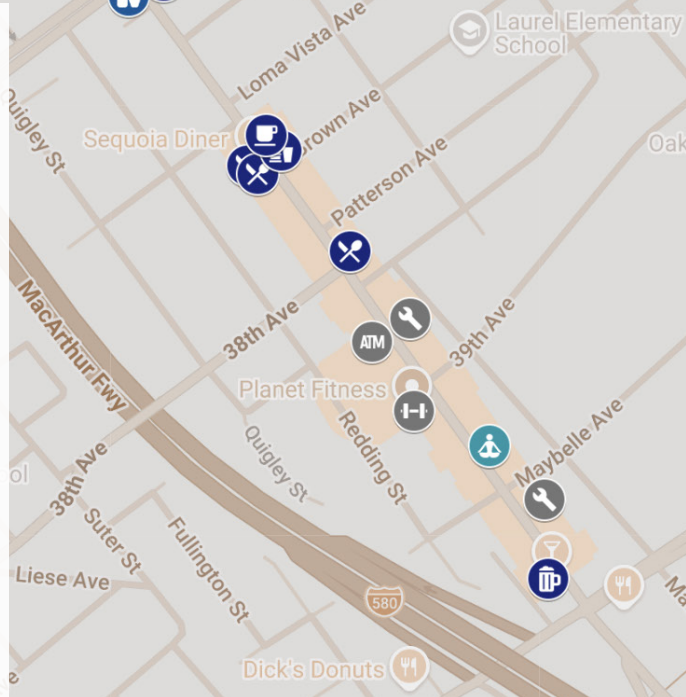 Laurel Elementary
School
Loma Vista Ave
Quigley St
Sequoia Diner
Brown Ave
Oak
Patterson Ave
MacArthur Fwy
38th Ave
ATM
39th Ave
Planet Fitness
Redding St
Maybelle Ave
Quigley St
38th Ave
Suter St
Fullington St
Liese Ave
580
Ma
Dick's Donuts